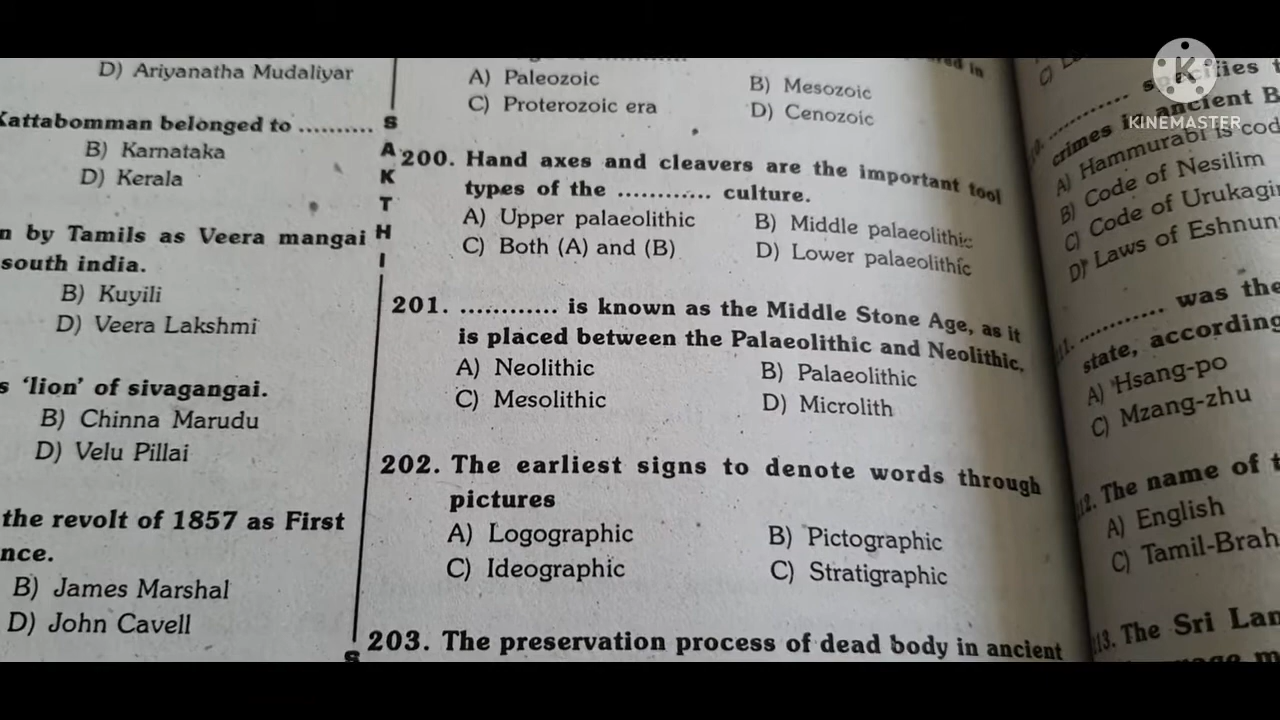 D) Ariyanatha Mudaliyar
Kattabomman belonged to ..........
B) Karnataka
D) Kerala
n by Tamils as Veera mangai
south india.
B) Kuyili
D) Veera Lakshmi
s 'lion' of sivagangai.
B) Chinna Marudu
D) Velu Pillai
the revolt of 1857 as First
nce.
B) James Marshal
D) John Cavell
S
A
K
T
H
I
S
A) Paleozoic B) Mesozoic
C) Proterozoic era D) Cenozoic
200. Hand axes and cleavers are the important tool
types of the ............ culture.
A) Upper palaeolithic B) Middle palaeolithic
C) Both (A) and (B) D) Lower palaeolithic
201. ............ is known as the Middle Stone Age, as it
is placed between the Palaeolithic and Neolithic.
A) Neolithic B) Palaeolithic
C) Mesolithic D) Microlith
202. The earliest signs to denote words through
pictures
A) Logographic B) Pictographic
C) Ideographic C) Stratigraphic
203. The preservation process of dead body in ancient
KINEMASTER
crimes in ancient B
A) Hammurabi is cod
B) Code of Nesilim
C) Code of Urukagin
D) Laws of Eshnun
............ was the
state, according
A) Hsang-po
C) Mzang-zhu
12. The name of t
A) English
C) Tamil-Brah
13. The Sri Lan